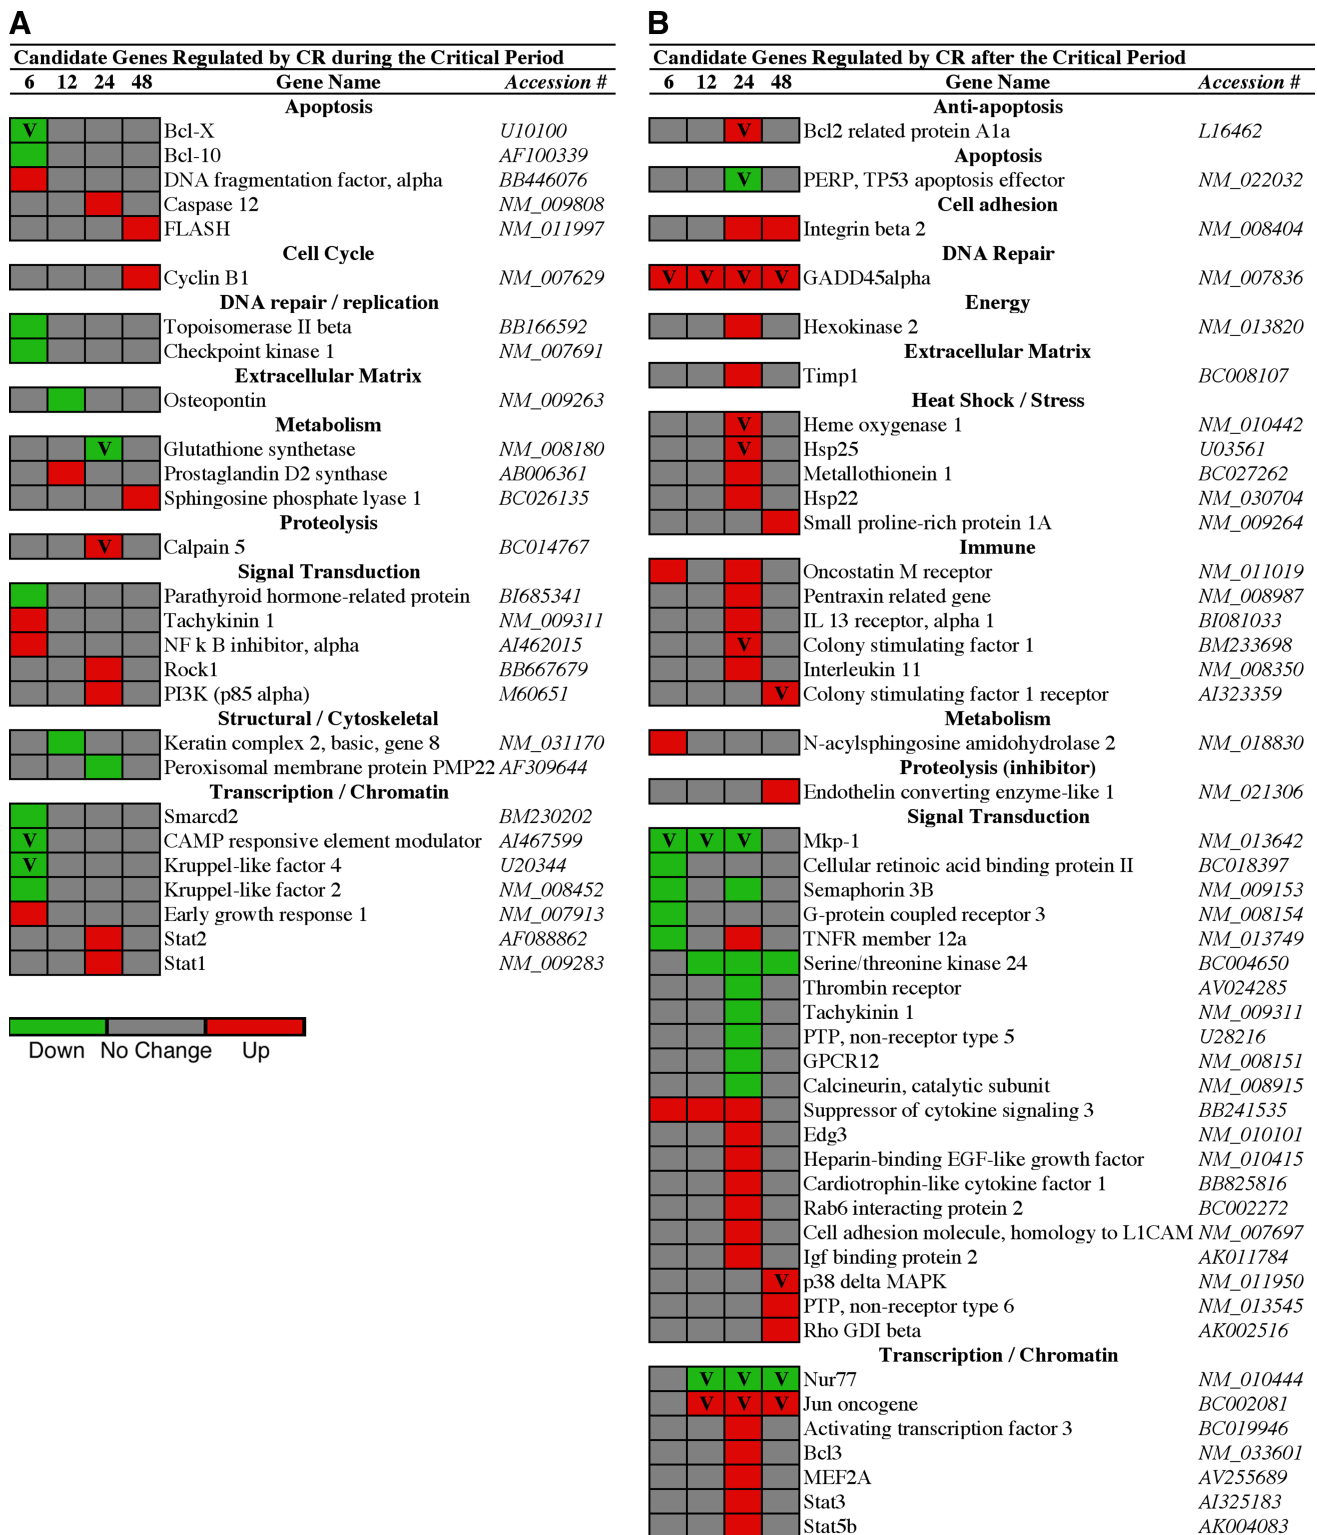 A
Candidate Genes Regulated by CR during the Critical Period
6 12 24 48 Gene Name Accession #
Apoptosis
V Bcl-X U10100
Bcl-10 AF100339
DNA fragmentation factor, alpha BB446076
Caspase 12 NM_009808
FLASH NM_011997
Cell Cycle
Cyclin B1 NM_007629
DNA repair / replication
Topoisomerase II beta BB166592
Checkpoint kinase 1 NM_007691
Extracellular Matrix
Osteopontin NM_009263
Metabolism
V Glutathione synthetase NM_008180
Prostaglandin D2 synthase AB006361
Sphingosine phosphate lyase 1 BC026135
Proteolysis
V Calpain 5 BC014767
Signal Transduction
Parathyroid hormone-related protein BI685341
Tachykinin 1 NM_009311
NF k B inhibitor, alpha AI462015
Rock1 BB667679
PI3K (p85 alpha) M60651
Structural / Cytoskeletal
Keratin complex 2, basic, gene 8 NM_031170
Peroxisomal membrane protein PMP22 AF309644
Transcription / Chromatin
Smarcd2 BM230202
V CAMP responsive element modulator AI467599
V Kruppel-like factor 4 U20344
Kruppel-like factor 2 NM_008452
Early growth response 1 NM_007913
Stat2 AF088862
Stat1 NM_009283
Down No Change Up
B
Candidate Genes Regulated by CR after the Critical Period
6 12 24 48 Gene Name Accession #
Anti-apoptosis
V Bcl2 related protein A1a L16462
Apoptosis
V PERP, TP53 apoptosis effector NM_022032
Cell adhesion
Integrin beta 2 NM_008404
DNA Repair
V V V V GADD45alpha NM_007836
Energy
Hexokinase 2 NM_013820
Extracellular Matrix
Timp1 BC008107
Heat Shock / Stress
V Heme oxygenase 1 NM_010442
V Hsp25 U03561
Metallothionein 1 BC027262
Hsp22 NM_030704
Small proline-rich protein 1A NM_009264
Immune
Oncostatin M receptor NM_011019
Pentraxin related gene NM_008987
IL 13 receptor, alpha 1 BI081033
V Colony stimulating factor 1 BM233698
Interleukin 11 NM_008350
V Colony stimulating factor 1 receptor AI323359
Metabolism
N-acylsphingosine amidohydrolase 2 NM_018830
Proteolysis (inhibitor)
Endothelin converting enzyme-like 1 NM_021306
Signal Transduction
V V V Mkp-1 NM_013642
Cellular retinoic acid binding protein II BC018397
Semaphorin 3B NM_009153
G-protein coupled receptor 3 NM_008154
TNFR member 12a NM_013749
Serine/threonine kinase 24 BC004650
Thrombin receptor AV024285
Tachykinin 1 NM_009311
PTP, non-receptor type 5 U28216
GPCR12 NM_008151
Calcineurin, catalytic subunit NM_008915
Suppressor of cytokine signaling 3 BB241535
Edg3 NM_010101
Heparin-binding EGF-like growth factor NM_010415
Cardiotrophin-like cytokine factor 1 BB825816
Rab6 interacting protein 2 BC002272
Cell adhesion molecule, homology to L1CAM NM_007697
Igf binding protein 2 AK011784
V p38 delta MAPK NM_011950
PTP, non-receptor type 6 NM_013545
Rho GDI beta AK002516
Transcription / Chromatin
V V V Nur77 NM_010444
V V V Jun oncogene BC002081
Activating transcription factor 3 BC019946
Bcl3 NM_033601
MEF2A AV255689
Stat3 AI325183
Stat5b AK004083